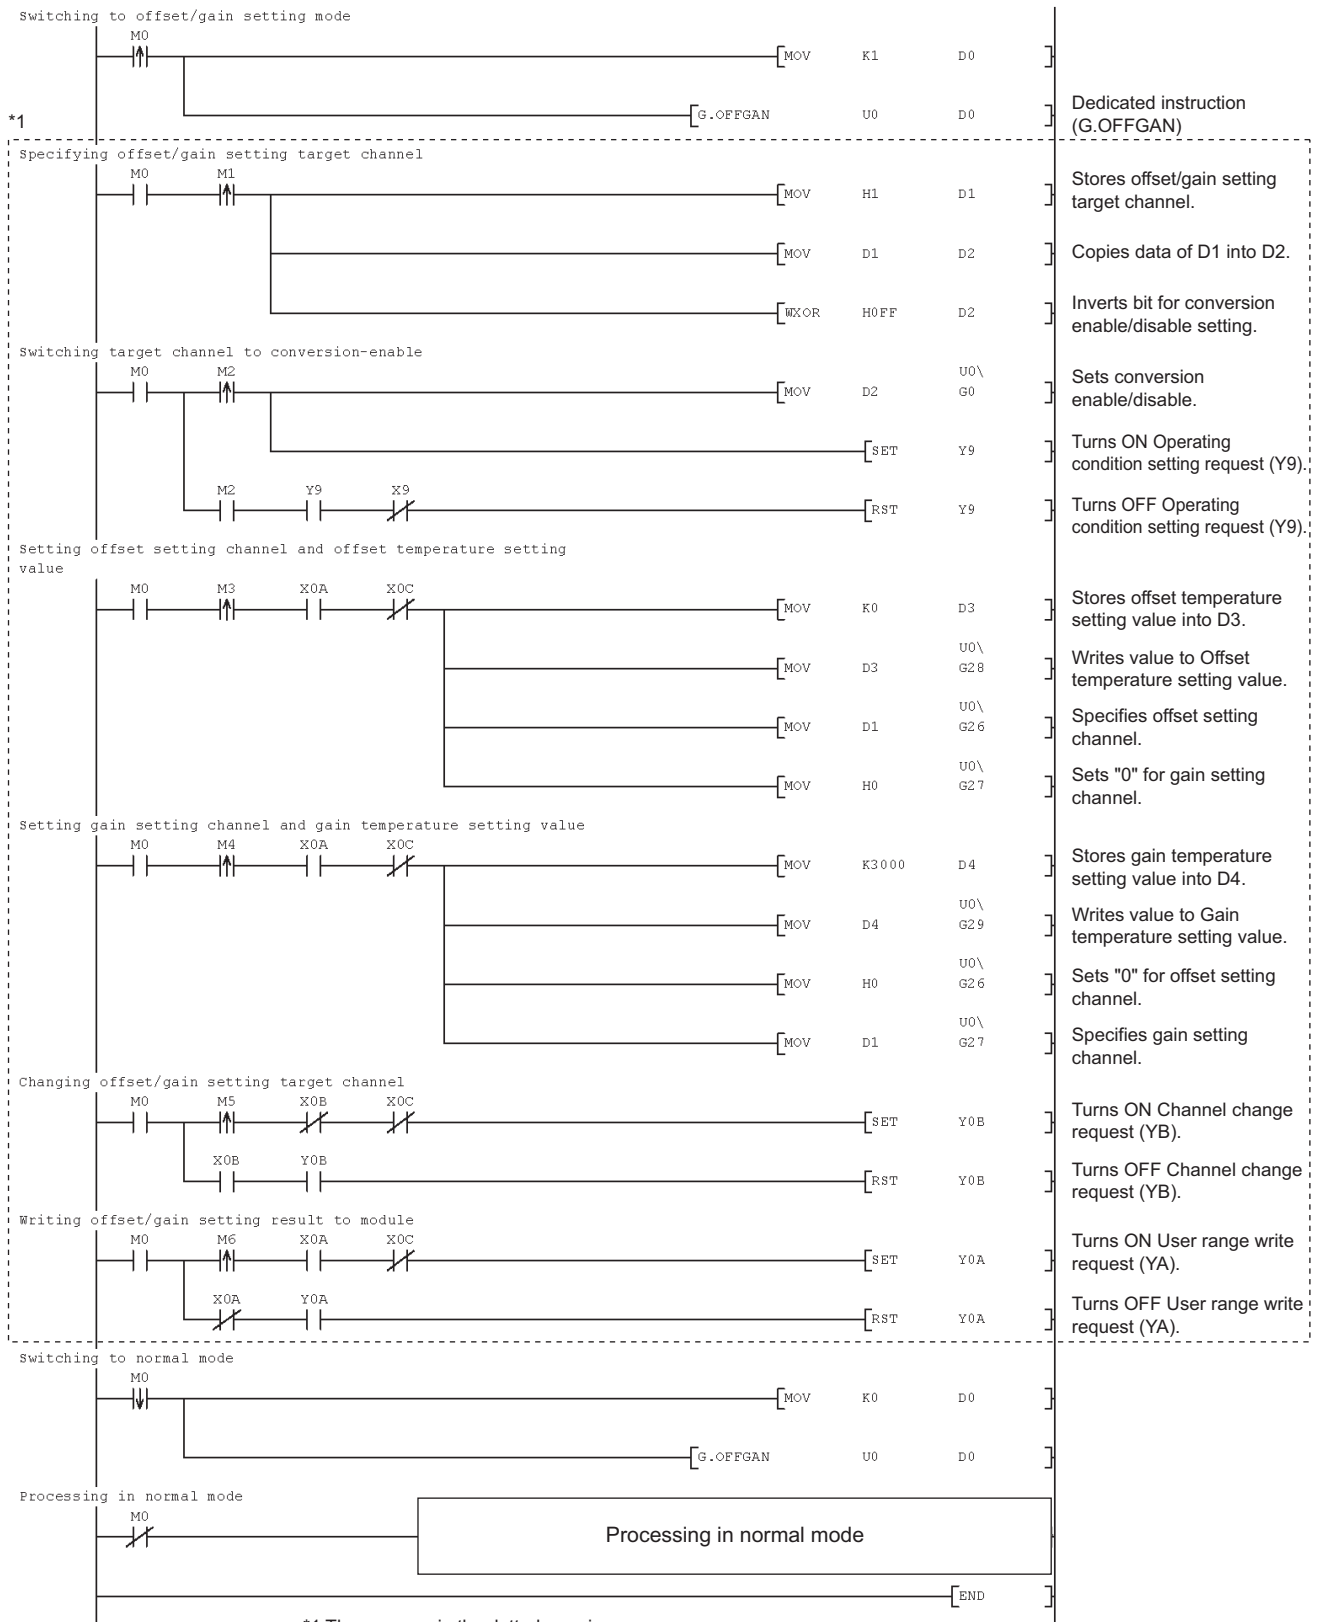 Switching to offset/gain setting mode
M0
MOV K1 D0
G.OFFGAN U0 D0
Dedicated instruction
(G.OFFGAN)
*1
Specifying offset/gain setting target channel
M0 M1
MOV H1 D1
Stores offset/gain setting
target channel.
MOV D1 D2
Copies data of D1 into D2.
WXOR H0FF D2
Inverts bit for conversion
enable/disable setting.
Switching target channel to conversion-enable
M0 M2
U0\
MOV D2 G0
Sets conversion
enable/disable.
SET Y9
Turns ON Operating
condition setting request (Y9).
M2 Y9 X9
RST Y9
Turns OFF Operating
condition setting request (Y9).
Setting offset setting channel and offset temperature setting
value
M0 M3 X0A X0C
MOV K0 D3
Stores offset temperature
setting value into D3.
U0\
MOV D3 G28
Writes value to Offset
temperature setting value.
U0\
MOV D1 G26
Specifies offset setting
channel.
U0\
MOV H0 G27
Sets "0" for gain setting
channel.
Setting gain setting channel and gain temperature setting value
M0 M4 X0A X0C
MOV K3000 D4
Stores gain temperature
setting value into D4.
U0\
MOV D4 G29
Writes value to Gain
temperature setting value.
U0\
MOV H0 G26
Sets "0" for offset setting
channel.
U0\
MOV D1 G27
Specifies gain setting
channel.
Changing offset/gain setting target channel
M0 M5 X0B X0C
SET Y0B
Turns ON Channel change
request (YB).
X0B Y0B
RST Y0B
Turns OFF Channel change
request (YB).
Writing offset/gain setting result to module
M0 M6 X0A X0C
SET Y0A
Turns ON User range write
request (YA).
X0A Y0A
RST Y0A
Turns OFF User range write
request (YA).
Switching to normal mode
M0
MOV K0 D0
G.OFFGAN U0 D0
Processing in normal mode
M0
Processing in normal mode
END